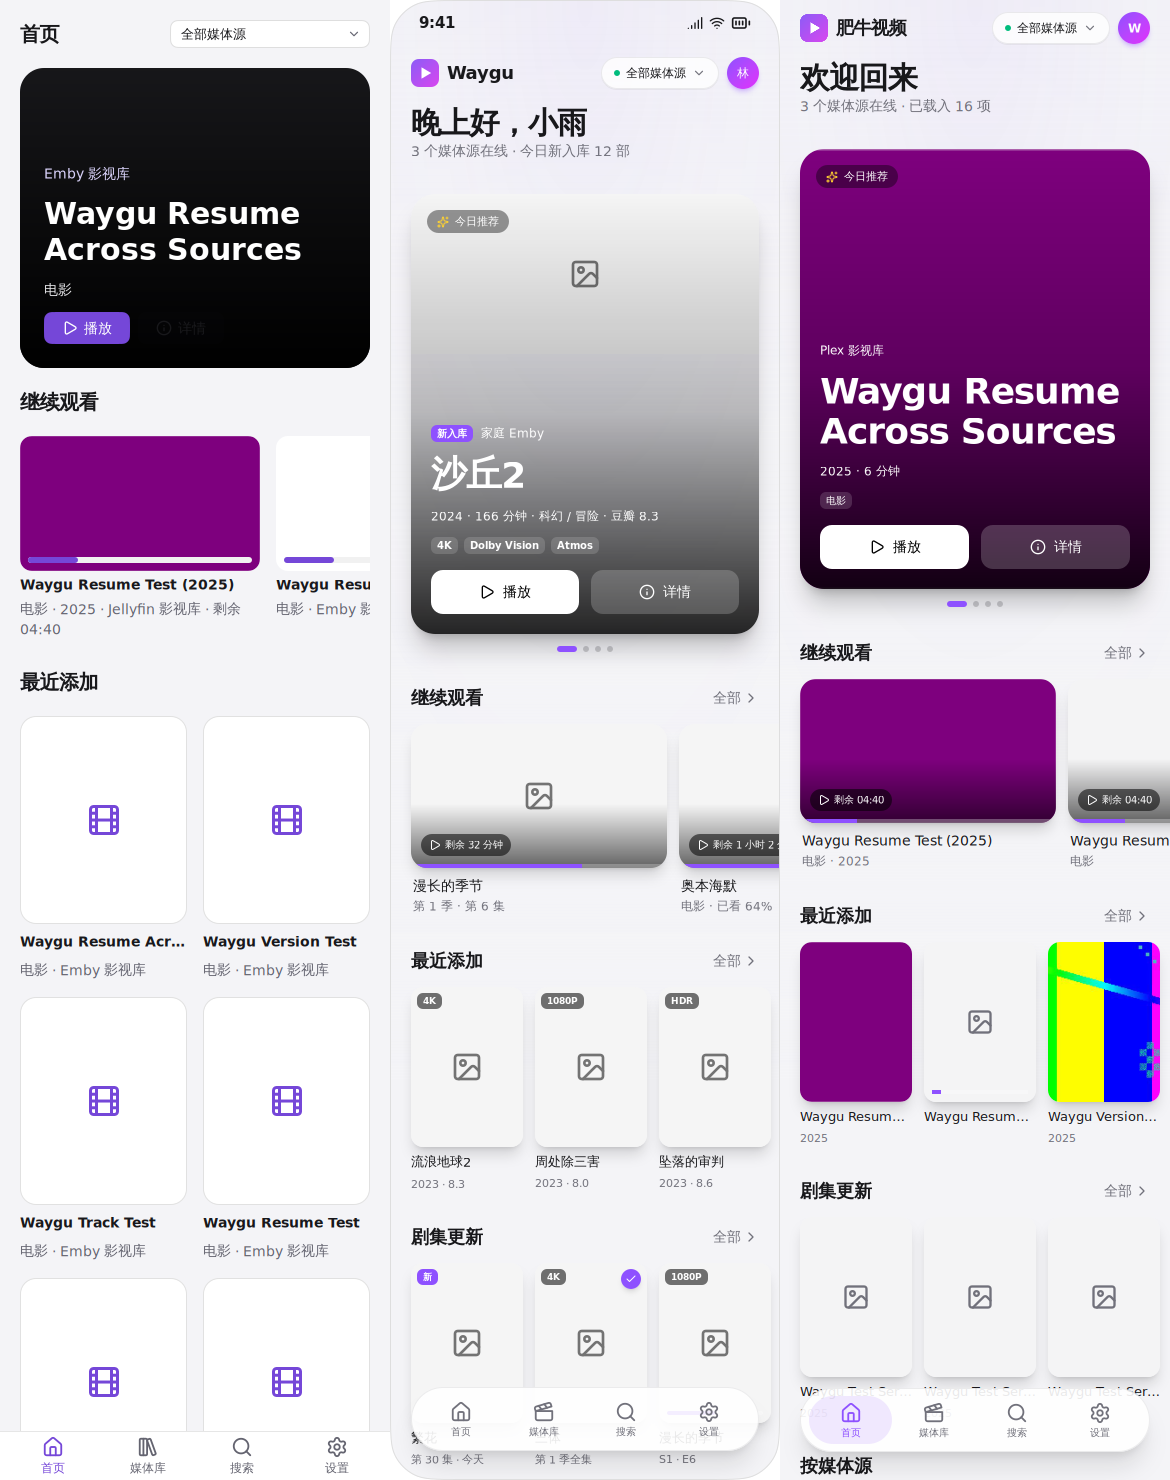 首页
全部媒体源
Emby 影视库
Waygu Resume
Across Sources
电影
播放
详情
继续观看
Waygu Resume Test (2025)
电影 · 2025 · Jellyfin 影视库 · 剩余
04:40
Waygu Resu
电影 · Emby 影
最近添加
Waygu Resume Acr...
电影 · Emby 影视库
Waygu Version Test
电影 · Emby 影视库
Waygu Track Test
电影 · Emby 影视库
Waygu Resume Test
电影 · Emby 影视库
首页
媒体库
搜索
设置
9:41
Waygu
全部媒体源
林
晚上好，小雨
3 个媒体源在线 · 今日新入库 12 部
今日推荐
新入库
家庭 Emby
沙丘2
2024 · 166 分钟 · 科幻 / 冒险 · 豆瓣 8.3
4K
Dolby Vision
Atmos
播放
详情
继续观看
全部
剩余 32 分钟
漫长的季节
第 1 季 · 第 6 集
剩余 1 小时 2
奥本海默
电影 · 已看 64%
最近添加
全部
4K
流浪地球2
2023 · 8.3
1080P
周处除三害
2023 · 8.0
HDR
坠落的审判
2023 · 8.6
剧集更新
全部
新
繁花
第 30 集 · 今天
4K
三体
第 1 季全集
1080P
漫长的季节
S1 · E6
首页
媒体库
搜索
设置
肥牛视频
全部媒体源
W
欢迎回来
3 个媒体源在线 · 已载入 16 项
今日推荐
Plex 影视库
Waygu Resume
Across Sources
2025 · 6 分钟
电影
播放
详情
继续观看
全部
剩余 04:40
Waygu Resume Test (2025)
电影 · 2025
剩余 04:40
Waygu Resum
电影
最近添加
全部
Waygu Resum...
2025
Waygu Resum...
Waygu Version...
2025
剧集更新
全部
Waygu Test Ser...
2025
Waygu Test Ser...
Waygu Test Ser...
首页
媒体库
搜索
设置
按媒体源